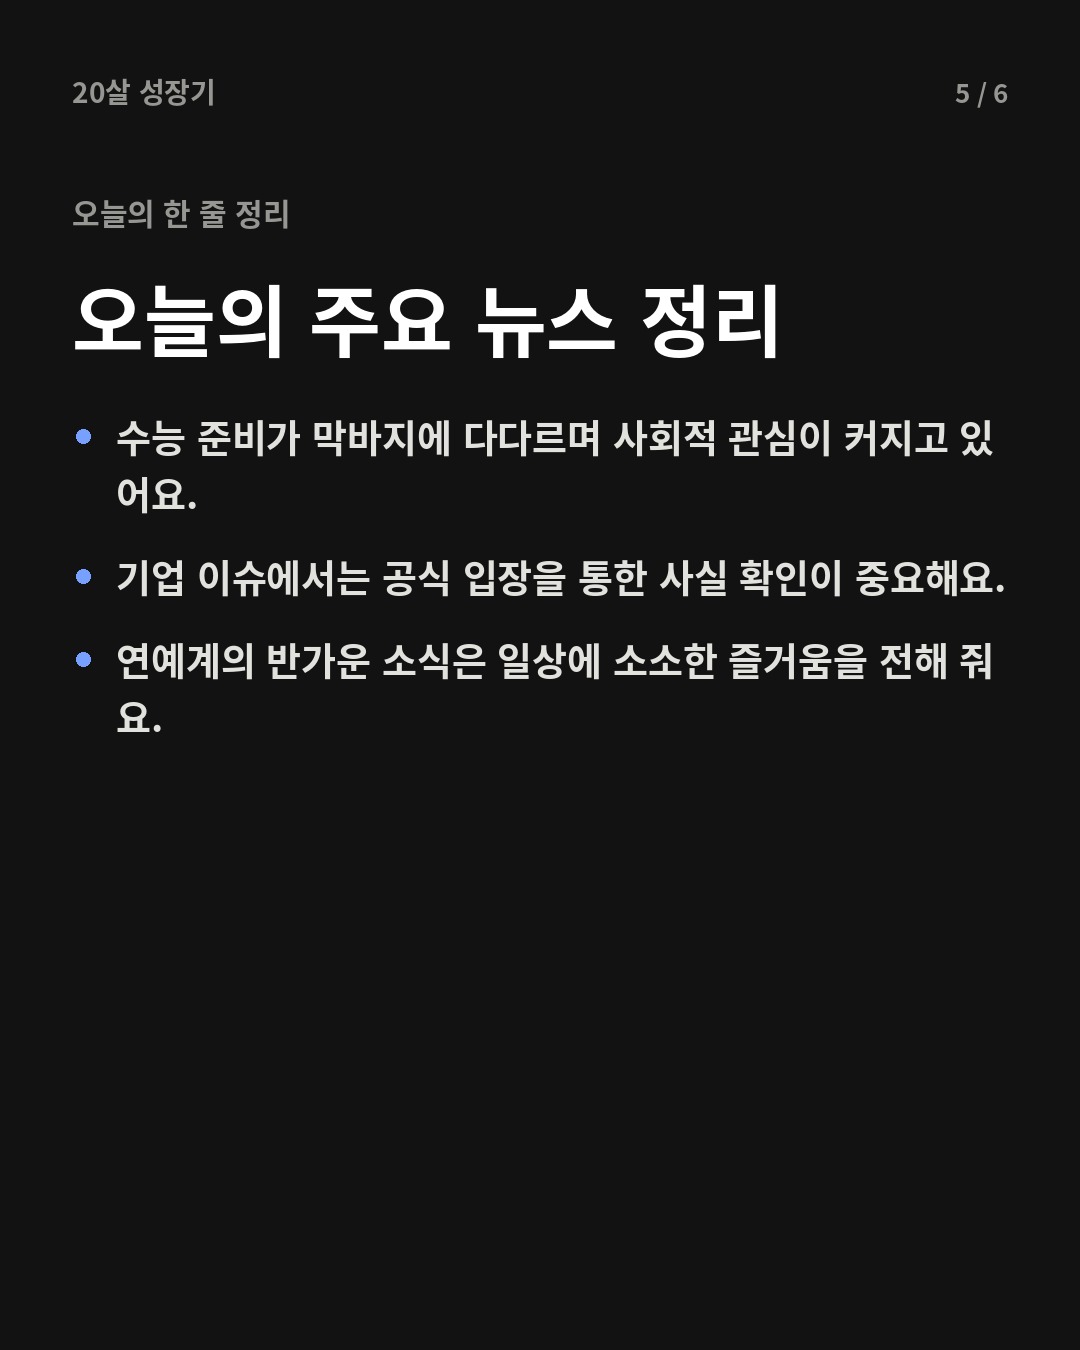 20살 성장기
5 / 6
오늘의 한 줄 정리
오늘의 주요 뉴스 정리
수능 준비가 막바지에 다다르며 사회적 관심이 커지고 있
어요.
기업 이슈에서는 공식 입장을 통한 사실 확인이 중요해요.
연예계의 반가운 소식은 일상에 소소한 즐거움을 전해 줘
요.